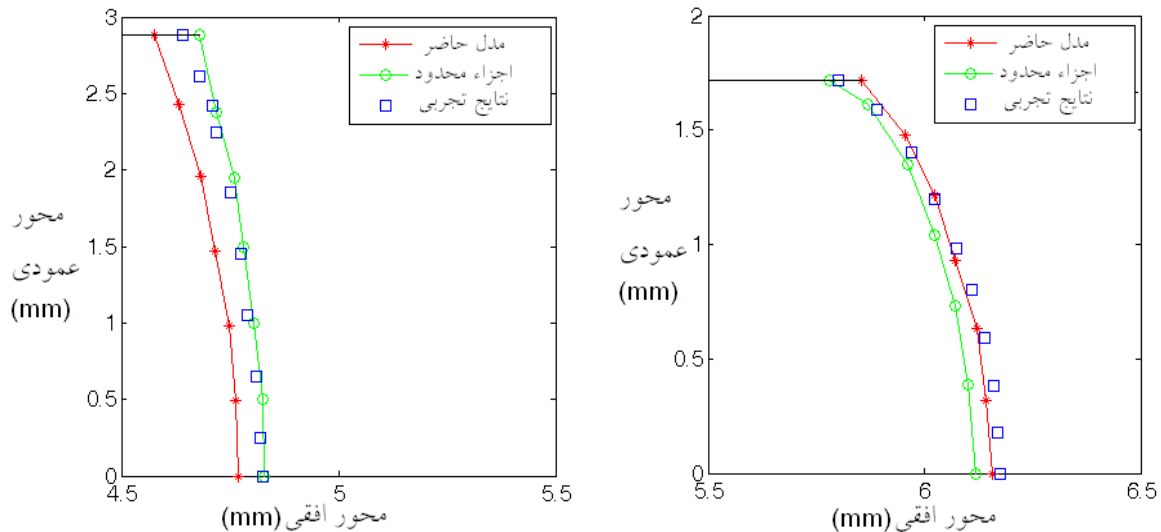 3
2.5
2
1.5
1
0.5
0
4.5
5
5.5
مدل حاضر
اجزاء محدود
نتایج تجربی
محور
عمودی
(mm)
محور افقی (mm)
2
1.5
1
0.5
0
5.5
6
6.5
مدل حاضر
اجزاء محدود
نتایج تجربی
محور
عمودی
(mm)
محور افقی (mm)